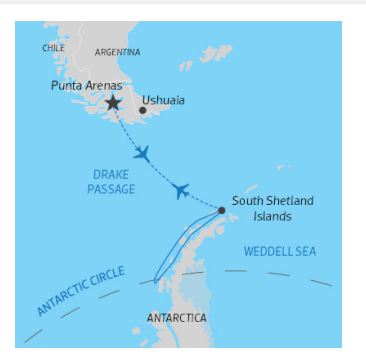 CHILE
ARGENTINA
Punta Arenas
Ushuaia
DRAKE
PASSAGE
South Shetland
Islands
WEDDELL SEA
ANTARCTIC CIRCLE
ANTARCTICA